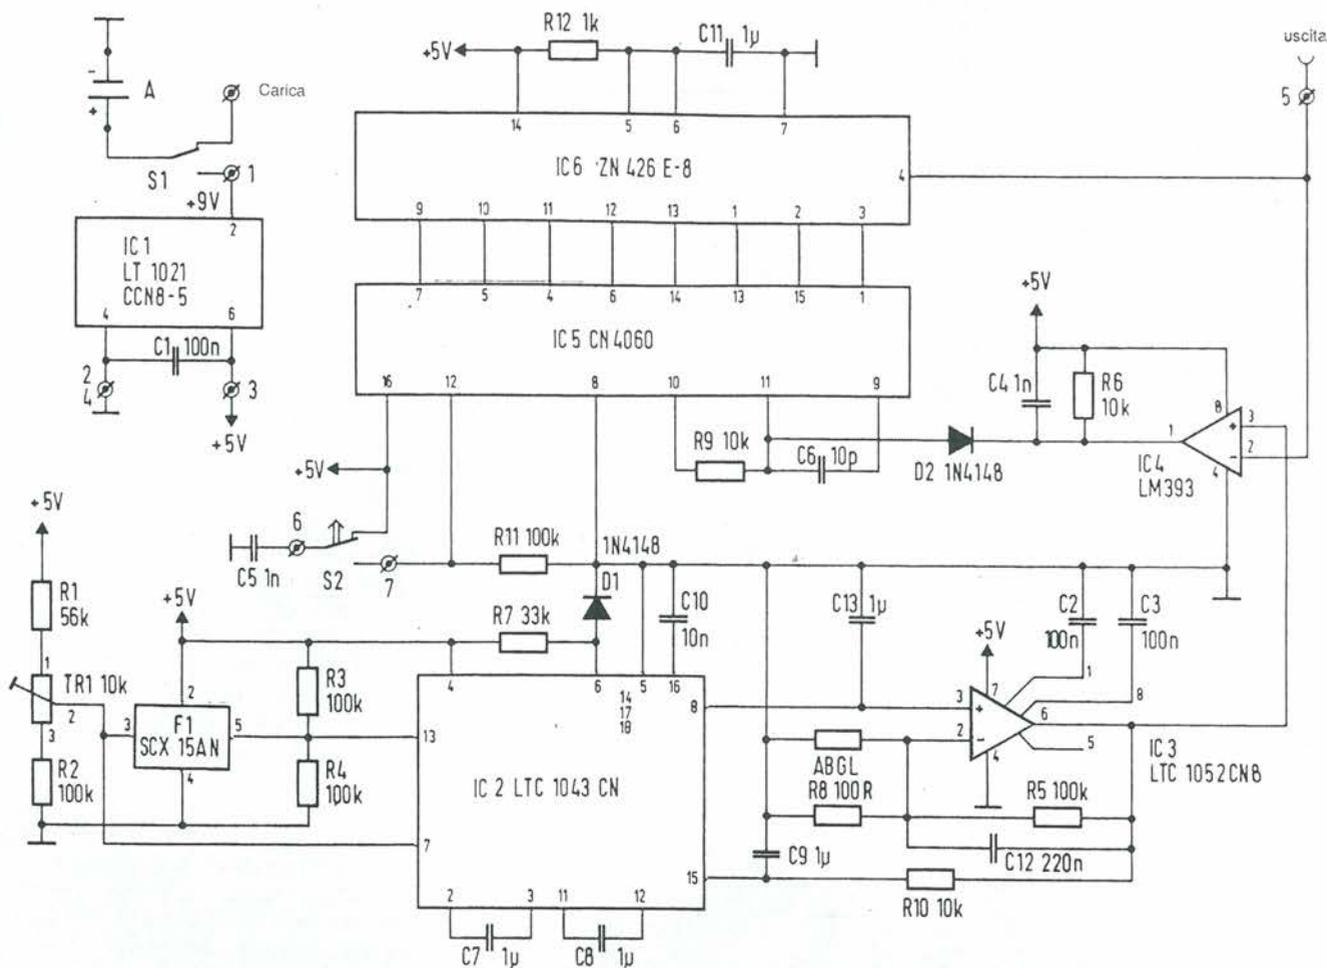 R12 1k
C11 1µ
+5V
uscita
5
-
A
+
Carica
S1
1
+9V
14
5
6
7
IC6 ZN 426 E-8
4
9
10
11
12
13
1
2
3
2
IC1
LT 1021
CCN8-5
4
6
C1 100n
2
4
3
+5V
7
5
4
6
14
13
15
1
IC5 CN4060
16
12
8
10
11
9
R9 10k
C6 10p
+5V
C4 1n
R6
10k
8
1
3
+
2
-
4
IC4
LM393
D2 1N4148
+5V
6
C5 1n
S2
7
R11 100k
1N4148
D1
R7 33k
C10
10n
C13 1µ
C2
100n
C3
100n
+5V
R1
56k
1
TR1 10k
2
3
R2
100k
+5V
2
3
F1
SCX 15AN
5
4
R3
100k
R4
100k
4
6
5
16
14
17
18
8
13
IC2 LTC 1043 CN
7
15
2
3
11
12
C7 1µ
C8 1µ
3
+
2
-
7
1
8
6
5
4
IC3
LTC 1052CN8
ABGL
R8 100R
R5 100k
C9 1µ
C12 220n
R10 10k